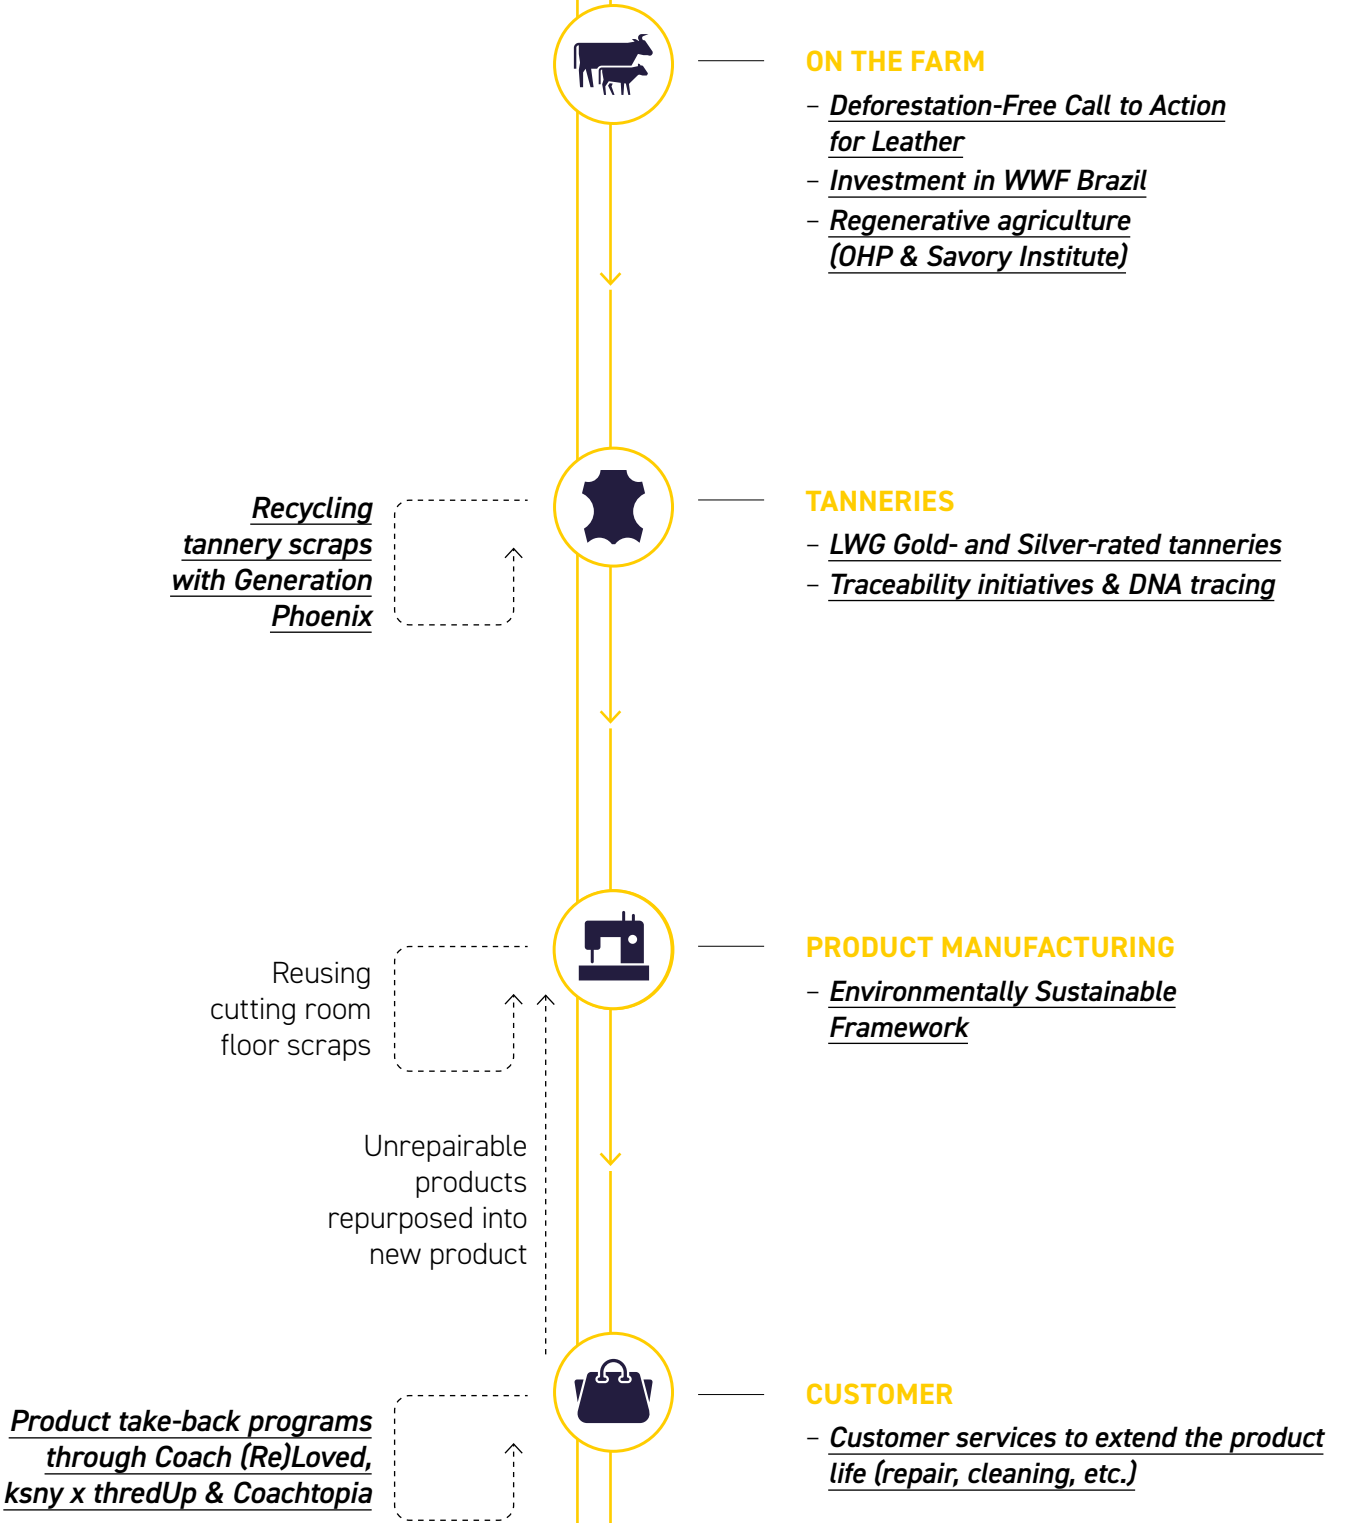 ON THE FARM
– Deforestation-Free Call to Action
for Leather
– Investment in WWF Brazil
– Regenerative agriculture
(OHP & Savory Institute)
Recycling
tannery scraps
with Generation
Phoenix
TANNERIES
– LWG Gold- and Silver-rated tanneries
– Traceability initiatives & DNA tracing
Reusing
cutting room
floor scraps
PRODUCT MANUFACTURING
– Environmentally Sustainable
Framework
Unrepairable
products
repurposed into
new product
Product take-back programs
through Coach (Re)Loved,
ksny x thredUp & Coachtopia
CUSTOMER
– Customer services to extend the product
life (repair, cleaning, etc.)